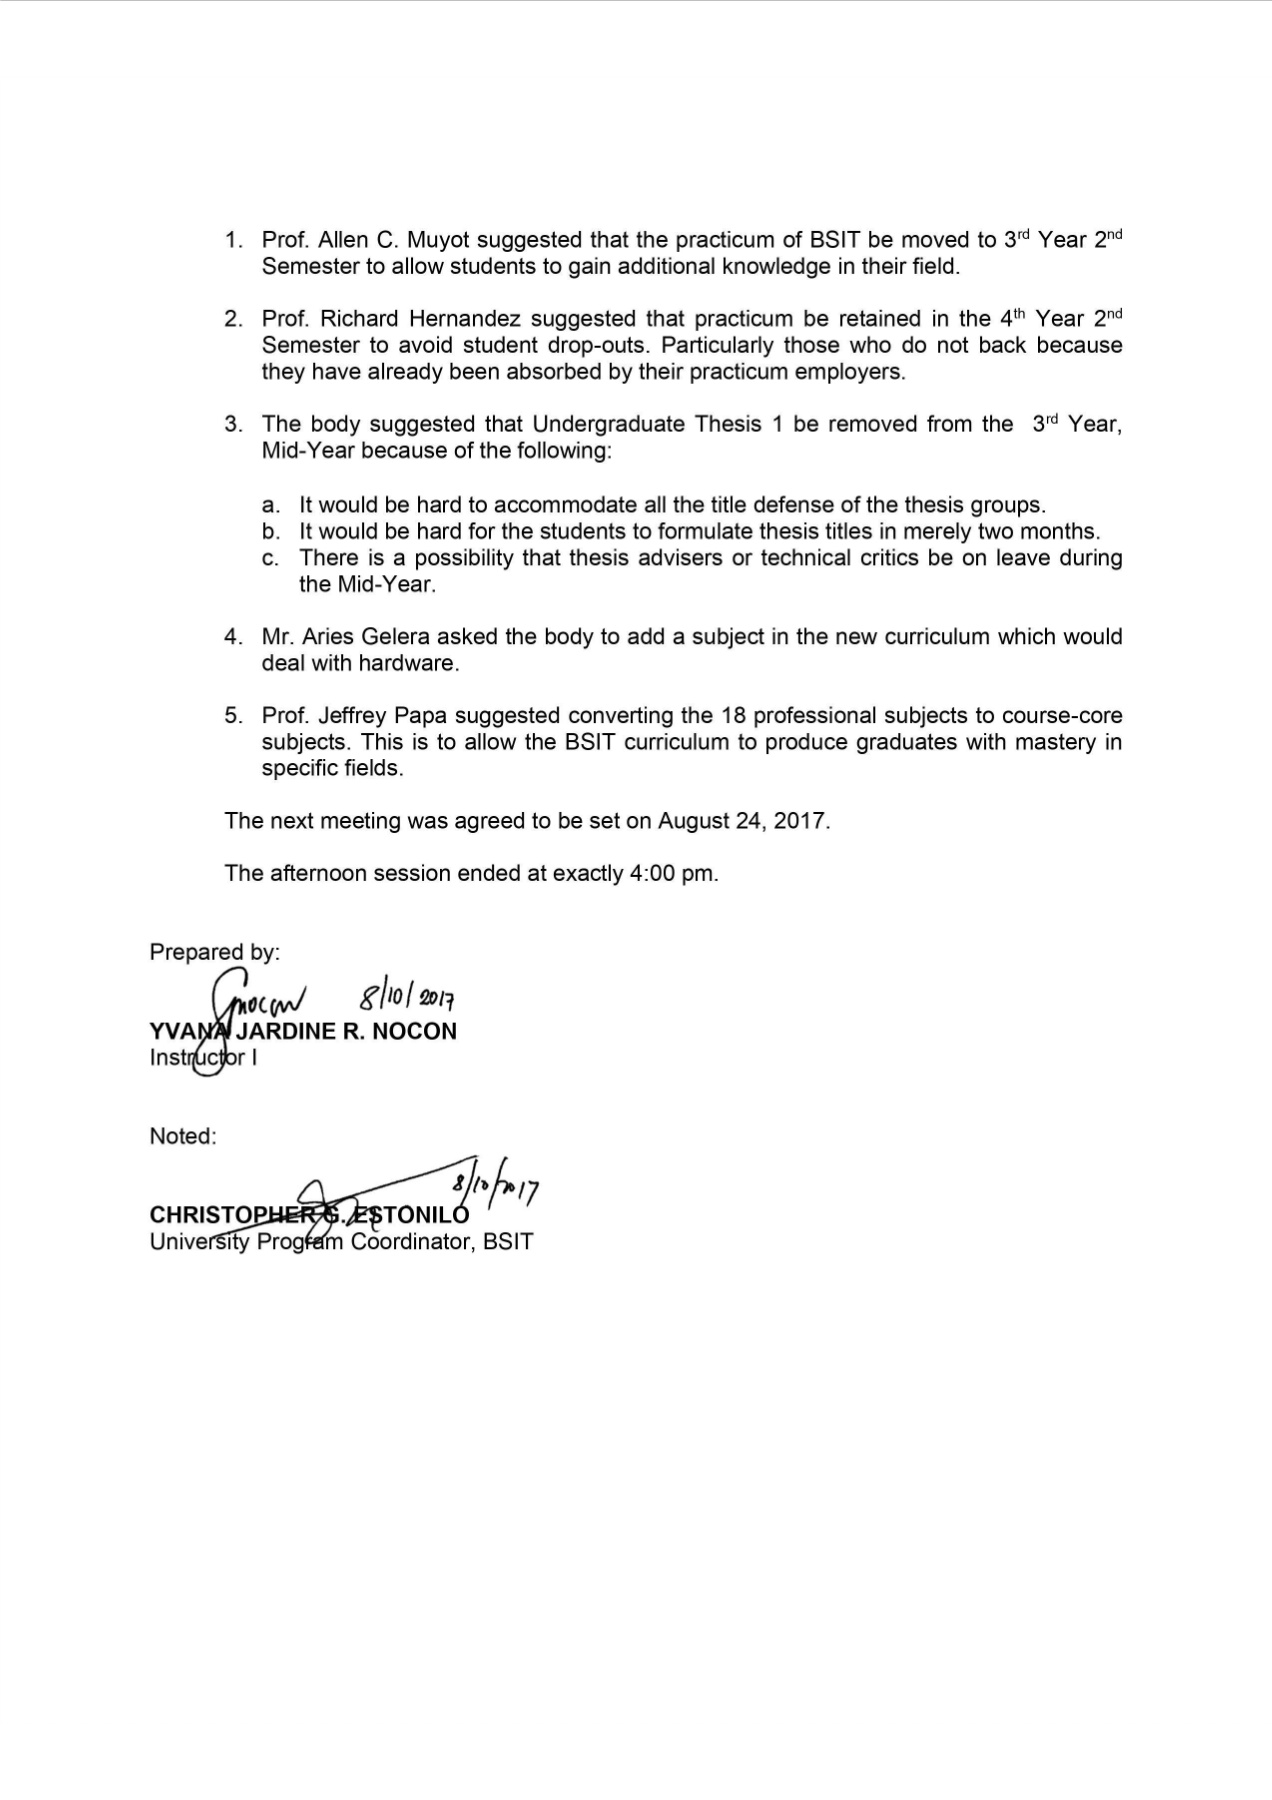 1. Prof. Allen C. Muyot suggested that the practicum of BSIT be moved to 3rd Year 2nd
Semester to allow students to gain additional knowledge in their field.
2. Prof. Richard Hernandez suggested that practicum be retained in the 4th Year 2nd
Semester to avoid student drop-outs. Particularly those who do not back because
they have already been absorbed by their practicum employers.
3. The body suggested that Undergraduate Thesis 1 be removed from the 3rd Year,
Mid-Year because of the following:
a. It would be hard to accommodate all the title defense of the thesis groups.
b. It would be hard for the students to formulate thesis titles in merely two months.
c. There is a possibility that thesis advisers or technical critics be on leave during
the Mid-Year.
4. Mr. Aries Gelera asked the body to add a subject in the new curriculum which would
deal with hardware.
5. Prof. Jeffrey Papa suggested converting the 18 professional subjects to course-core
subjects. This is to allow the BSIT curriculum to produce graduates with mastery in
specific fields.
The next meeting was agreed to be set on August 24, 2017.
The afternoon session ended at exactly 4:00 pm.
Prepared by:
8/10/2017
YVANA JARDINE R. NOCON
Instructor I
Noted:
8/10/2017
CHRISTOPHER G. ESTONILO
University Program Coordinator, BSIT